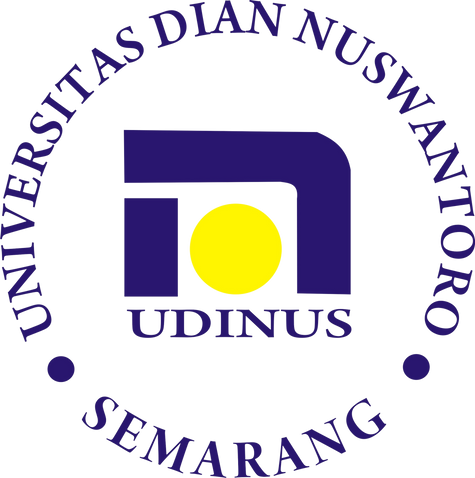 UNIVERSITAS DIAN NUSWANTORO
UDINUS
SEMARANG